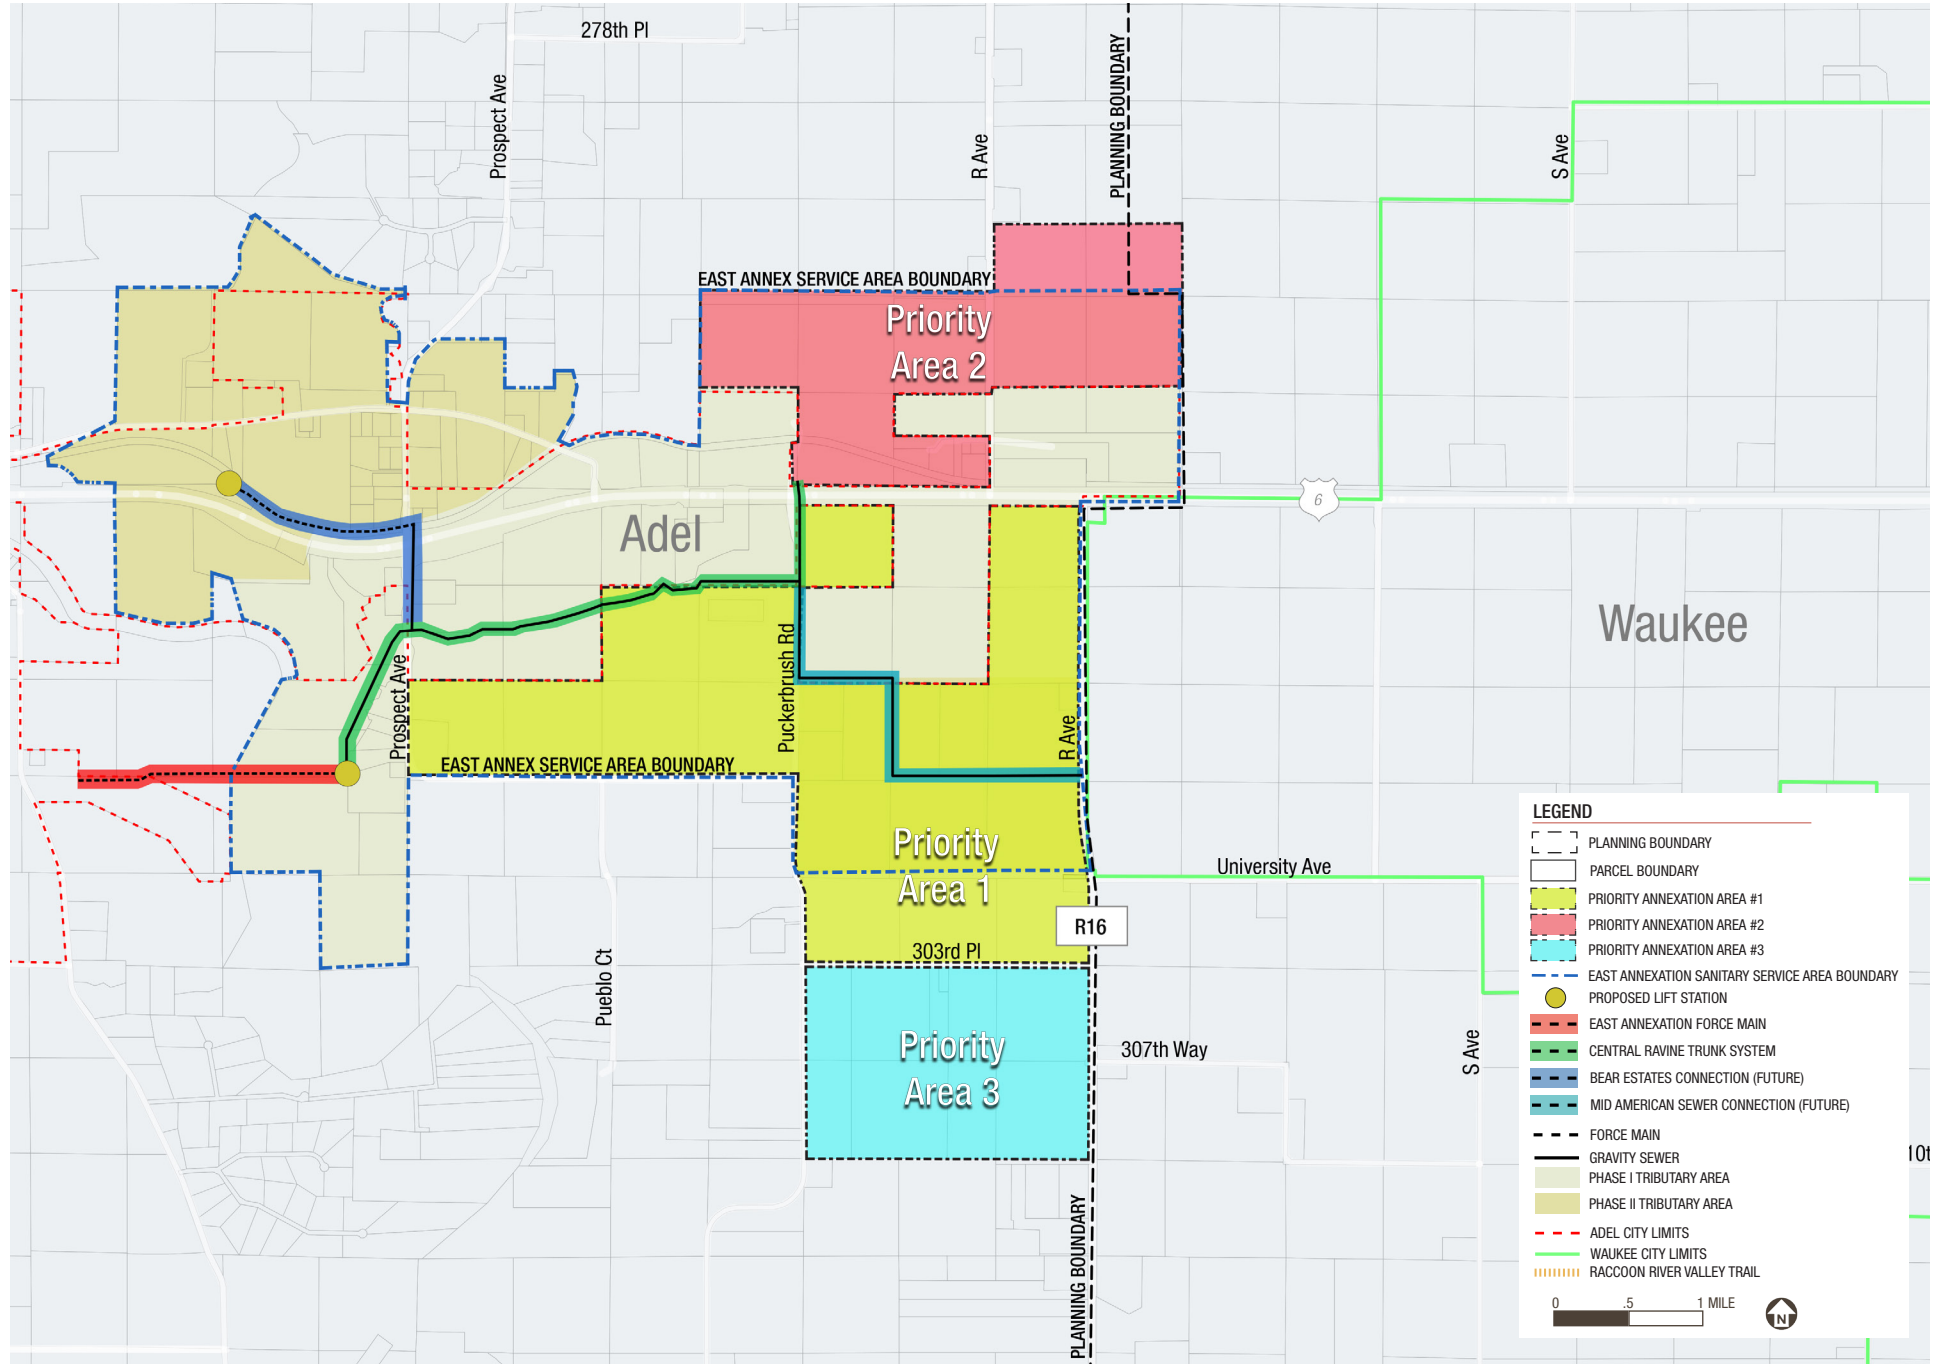 278th Pl
Prospect Ave
R Ave
PLANNING BOUNDARY
S Ave
EAST ANNEX SERVICE AREA BOUNDARY
Priority
Area 2
6
Adel
Waukee
Puckerbrush Rd
Prospect Ave
R Ave
EAST ANNEX SERVICE AREA BOUNDARY
Priority
Area 1
University Ave
R16
303rd Pl
Pueblo Ct
Priority
Area 3
307th Way
S Ave
PLANNING BOUNDARY
10t
LEGEND
PLANNING BOUNDARY
PARCEL BOUNDARY
PRIORITY ANNEXATION AREA #1
PRIORITY ANNEXATION AREA #2
PRIORITY ANNEXATION AREA #3
EAST ANNEXATION SANITARY SERVICE AREA BOUNDARY
PROPOSED LIFT STATION
EAST ANNEXATION FORCE MAIN
CENTRAL RAVINE TRUNK SYSTEM
BEAR ESTATES CONNECTION (FUTURE)
MID AMERICAN SEWER CONNECTION (FUTURE)
FORCE MAIN
GRAVITY SEWER
PHASE I TRIBUTARY AREA
PHASE II TRIBUTARY AREA
ADEL CITY LIMITS
WAUKEE CITY LIMITS
RACCOON RIVER VALLEY TRAIL
0 .5 1 MILE
N